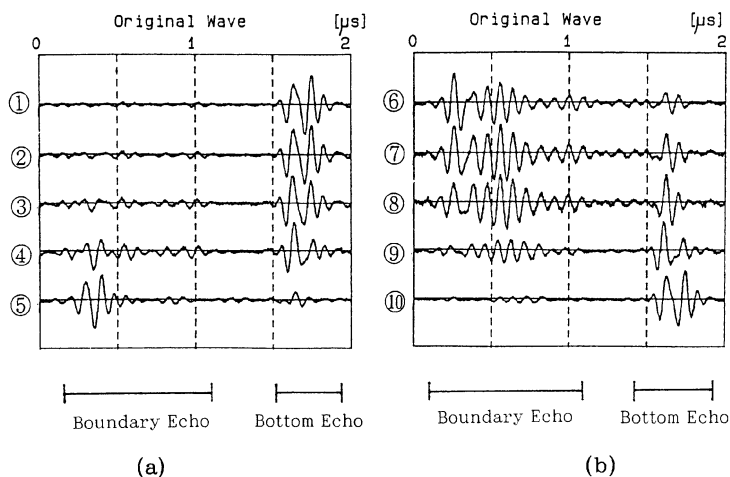 Original Wave [μs]
0 1 2
①
②
③
④
⑤
Boundary Echo Bottom Echo
(a)
Original Wave [μs]
0 1 2
⑥
⑦
⑧
⑨
⑩
Boundary Echo Bottom Echo
(b)